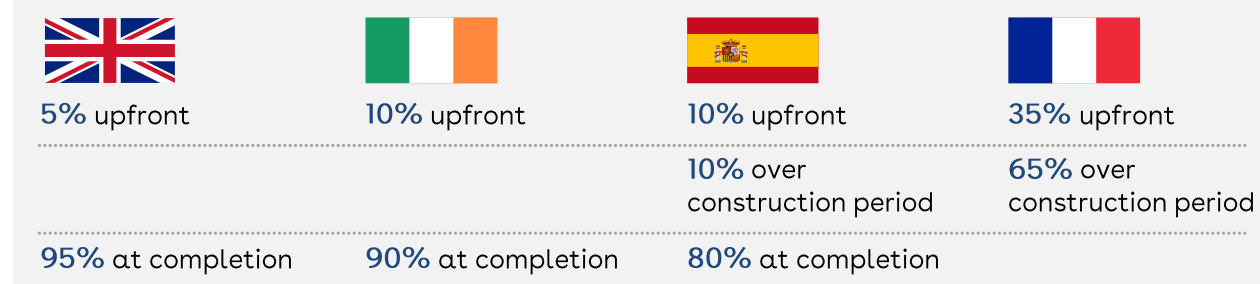 5% upfront
10% upfront
10% upfront
35% upfront
10% over
construction period
65% over
construction period
95% at completion
90% at completion
80% at completion